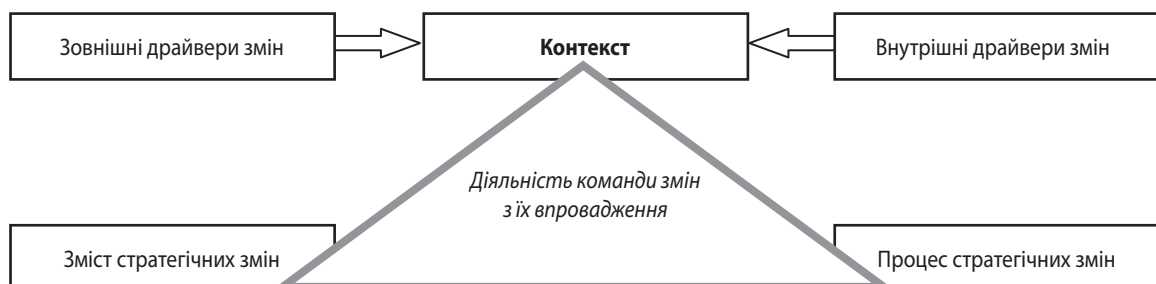 Зовнішні драйвери змін
Контекст
Внутрішні драйвери змін
Діяльність команди змін
з їх впровадження
Зміст стратегічних змін
Процес стратегічних змін